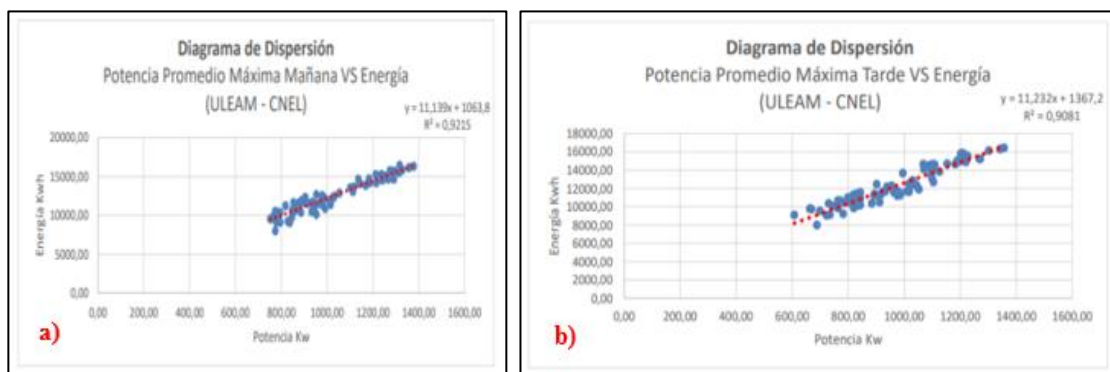 Diagrama de Dispersión
Potencia Promedio Máxima Mañana VS Energía
(ULEAM - CNEL)
y = 11,139x + 1063,8
R² = 0,9215
20000,00
15000,00
10000,00
5000,00
0,00
Energía Kwh
0,00 200,00 400,00 600,00 800,00 1000,00 1200,00 1400,00 1600,00
Potencia Kw
a)
Diagrama de Dispersión
Potencia Promedio Máxima Tarde VS Energía
(ULEAM - CNEL)
y = 11,232x + 1367,2
R² = 0,9081
18000,00
16000,00
14000,00
12000,00
10000,00
8000,00
6000,00
4000,00
2000,00
0,00
Energía Kwh
0,00 200,00 400,00 600,00 800,00 1000,00 1200,00 1400,00 1600,00
Potencia Kw
b)